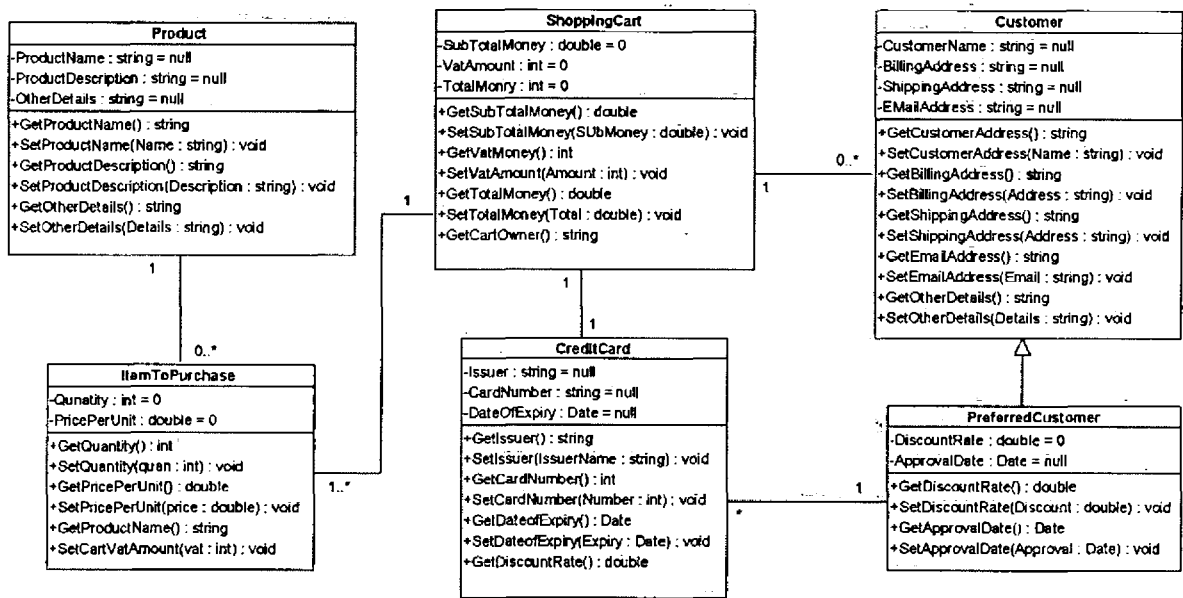 Product
-ProductName : string = null
-ProductDescription : string = null
-OtherDetails : string = null
+GetProductName() : string
+SetProductName(Name : string) : void
+GetProductDescription() : string
+SetProductDescription(Description : string) : void
+GetOtherDetails() : string
+SetOtherDetails(Details : string) : void
1
0..*
ShoppingCart
-SubTotalMoney : double = 0
-VatAmount : int = 0
-TotalMonry : int = 0
+GetSubTotalMoney() : double
+SetSubTotalMoney(SUbMoney : double) : void
+GetVatMoney() : int
+SetVatAmount(Amount : int) : void
+GetTotalMoney() : double
+SetTotalMoney(Total : double) : void
+GetCartOwner() : string
1
1
1
0..*
1
Customer
-CustomerName : string = null
-BillingAddress : string = null
-ShippingAddress : string = null
-EMailAddress : string = null
+GetCustomerAddress() : string
+SetCustomerAddress(Name : string) : void
+GetBillingAddress() : string
+SetBillingAddress(Address : string) : void
+GetShippingAddress() : string
+SetShippingAddress(Address : string) : void
+GetEmailAddress() : string
+SetEmailAddress(Email : string) : void
+GetOtherDetails() : string
+SetOtherDetails(Details : string) : void
ItemToPurchase
-Qunatity : int = 0
-PricePerUnit : double = 0
+GetQuantity() : int
+SetQuantity(quan : int) : void
+GetPricePerUnit() : double
+SetPricePerUnit(price : double) : void
+GetProductName() : string
+SetCartVatAmount(vat : int) : void
1..*
CreditCard
-Issuer : string = null
-CardNumber : string = null
-DateOfExpiry : Date = null
+GetIssuer() : string
+SetIssuer(IssuerName : string) : void
+GetCardNumber() : int
+SetCardNumber(Number : int) : void
+GetDateofExpiry() : Date
+SetDateofExpiry(Expiry : Date) : void
+GetDiscountRate() : double
*
1
PreferredCustomer
-DiscountRate : double = 0
-ApprovalDate : Date = null
+GetDiscountRate() : double
+SetDiscountRate(Discount : double) : void
+GetApprovalDate() : Date
+SetApprovalDate(Approval : Date) : void